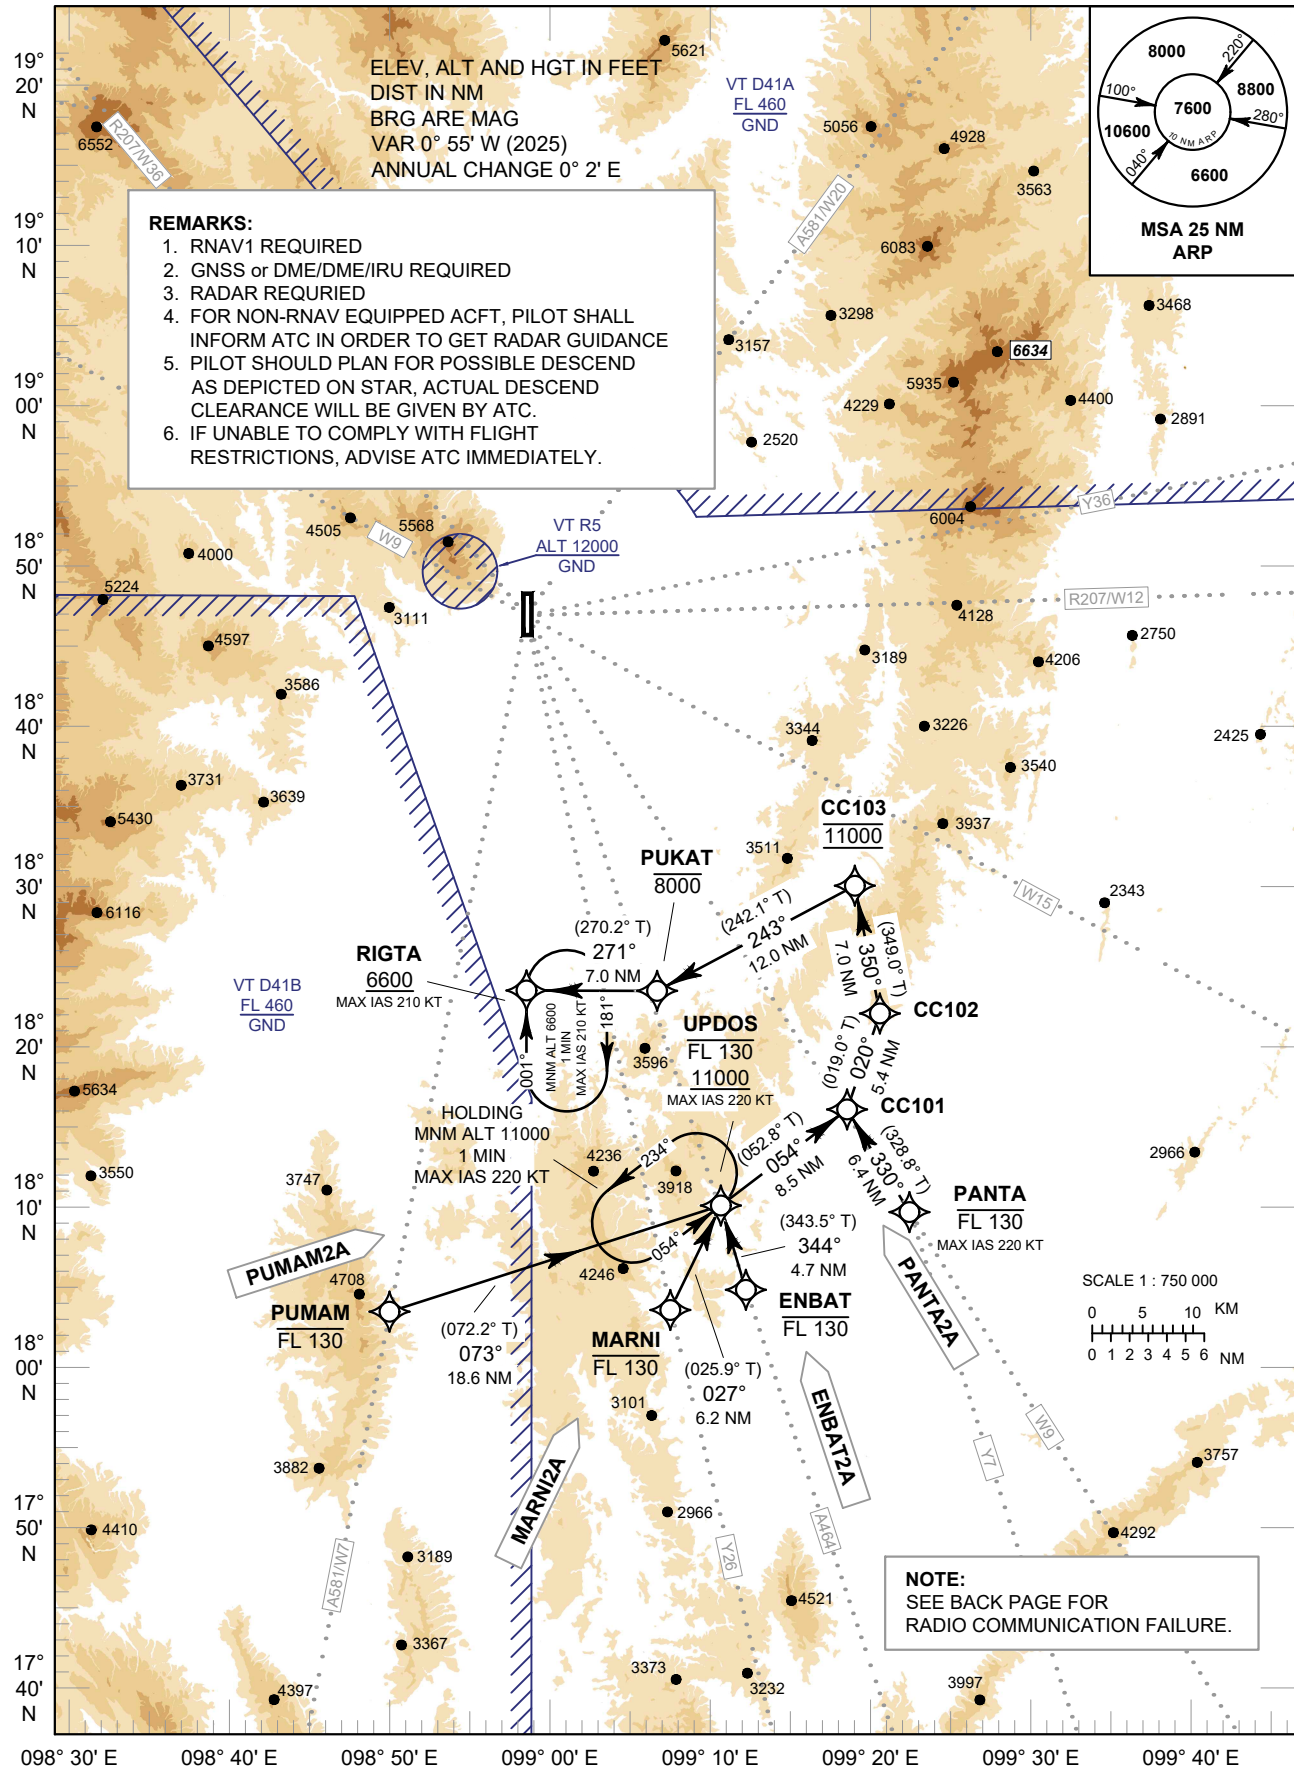 19°
20'
N
19°
10'
N
19°
00'
N
18°
50'
N
18°
40'
N
18°
30'
N
18°
20'
N
18°
10'
N
18°
00'
N
17°
50'
N
17°
40'
N
098° 30' E
098° 40' E
098° 50' E
099° 00' E
099° 10' E
099° 20' E
099° 30' E
099° 40' E
ELEV, ALT AND HGT IN FEET
DIST IN NM
BRG ARE MAG
VAR 0° 55' W (2025)
ANNUAL CHANGE 0° 2' E
REMARKS:
1. RNAV1 REQUIRED
2. GNSS or DME/DME/IRU REQUIRED
3. RADAR REQURIED
4. FOR NON-RNAV EQUIPPED ACFT, PILOT SHALL
INFORM ATC IN ORDER TO GET RADAR GUIDANCE
5. PILOT SHOULD PLAN FOR POSSIBLE DESCEND
AS DEPICTED ON STAR, ACTUAL DESCEND
CLEARANCE WILL BE GIVEN BY ATC.
6. IF UNABLE TO COMPLY WITH FLIGHT
RESTRICTIONS, ADVISE ATC IMMEDIATELY.
8000
220°
8800
100°
7600
280°
10600
10 NM ARP
040°
6600
MSA 25 NM
ARP
VT D41A
FL 460
GND
5621
6552
R207/W36
5056
4928
3563
A581/W20
6083
3468
3298
3157
6634
5935
4229
4400
2891
2520
Y36
6004
4505
5568
W9
4000
VT R5
ALT 12000
GND
5224
3111
4597
3586
R207/W12
4128
2750
3189
4206
3344
3226
2425
3540
3731
3639
5430
3937
CC103
11000
3511
PUKAT
8000
(242.1° T)
243°
12.0 NM
W15
2343
6116
(270.2° T)
271°
7.0 NM
RIGTA
6600
MAX IAS 210 KT
(349.0° T)
350°
7.0 NM
VT D41B
FL 460
GND
CC102
001°
MNM ALT 6600
1 MIN
MAX IAS 210 KT
181°
UPDOS
FL 130
11000
MAX IAS 220 KT
3596
(019.0° T)
020°
5.4 NM
5634
CC101
HOLDING
MNM ALT 11000
1 MIN
MAX IAS 220 KT
(052.8° T)
054°
8.5 NM
(328.8° T)
330°
6.4 NM
234°
4236
3918
2966
3550
3747
PANTA
FL 130
MAX IAS 220 KT
054°
(343.5° T)
344°
4.7 NM
PUMAM2A
4246
4708
PANTA2A
PUMAM
FL 130
(072.2° T)
073°
18.6 NM
ENBAT
FL 130
MARNI
FL 130
(025.9° T)
027°
6.2 NM
SCALE 1 : 750 000
0 5 10 KM
0 1 2 3 4 5 6 NM
3101
ENBAT2A
W9
Y7
3757
3882
MARNI2A
2966
A464
4292
4410
3189
Y26
A581/W7
4521
NOTE:
SEE BACK PAGE FOR
RADIO COMMUNICATION FAILURE.
3367
3373
3232
3997
4397